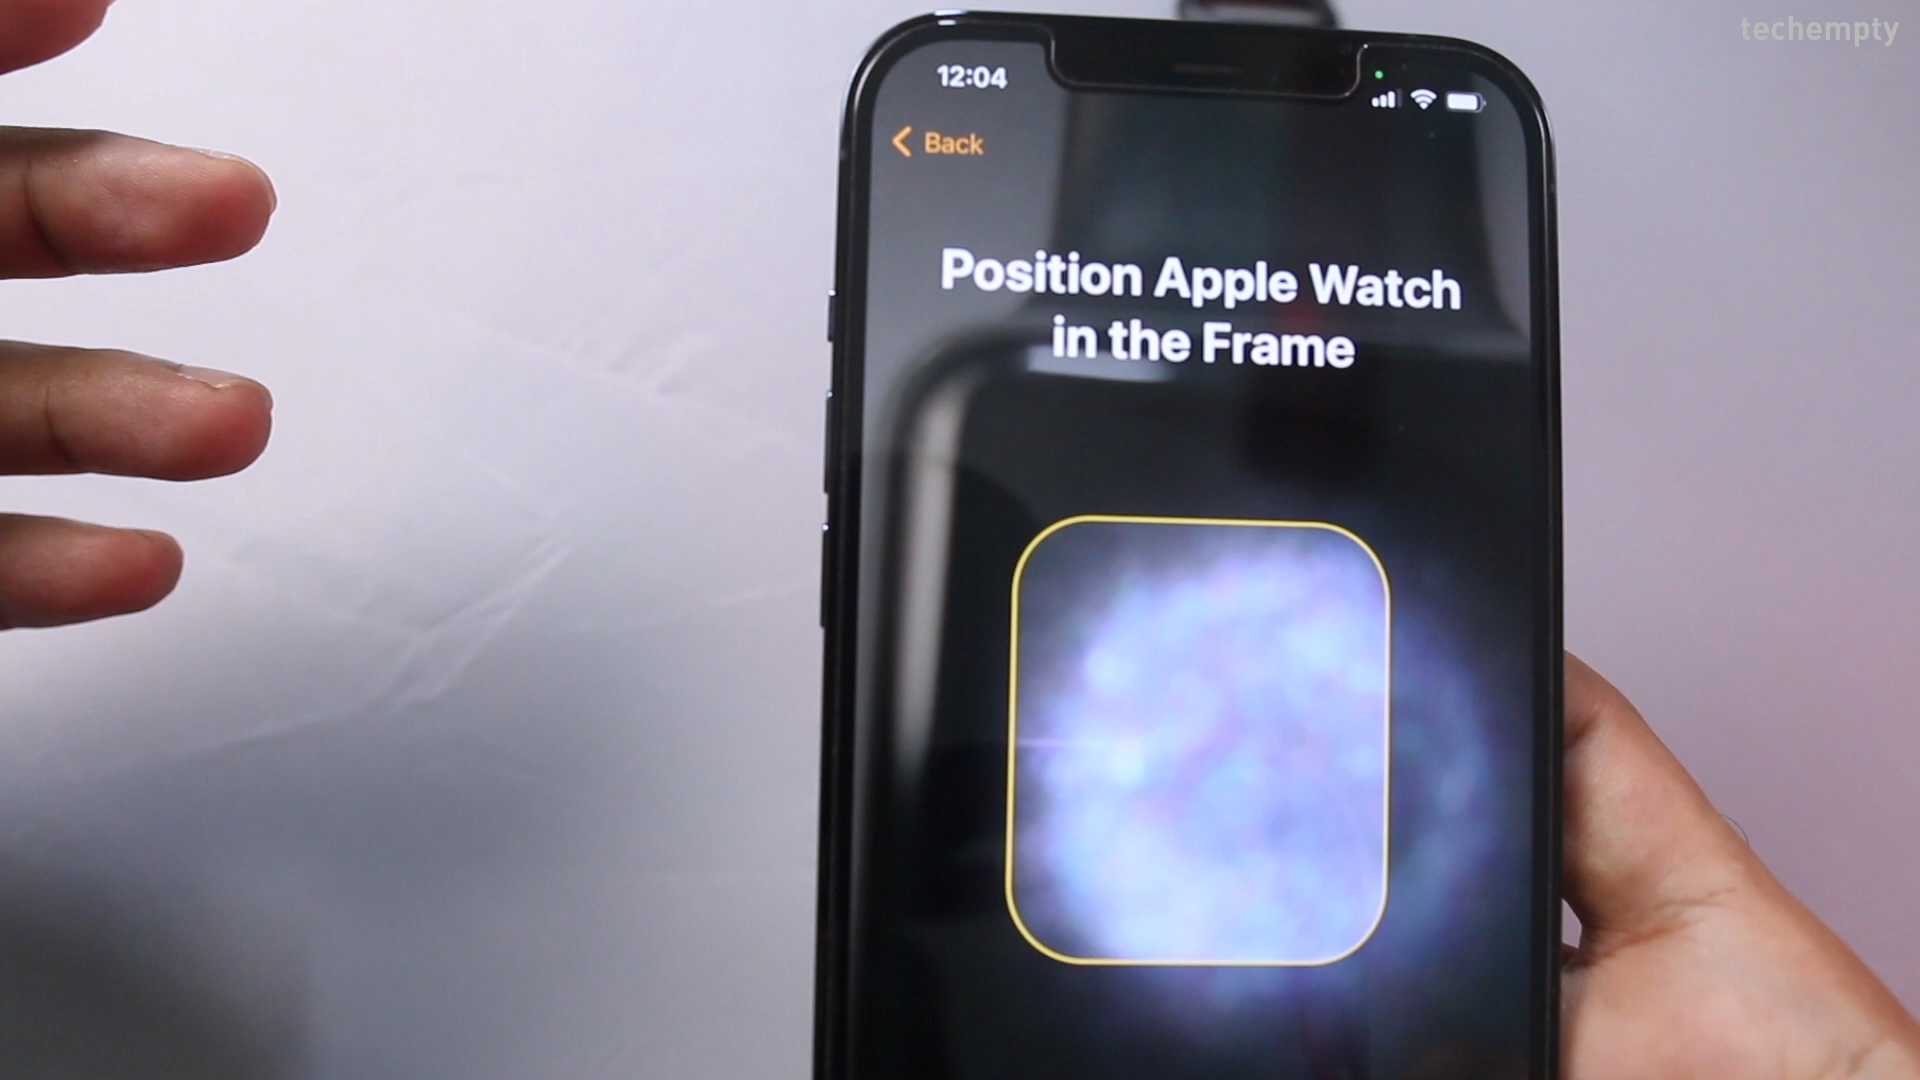 techempty
12:04
Back
Position Apple Watch
in the Frame